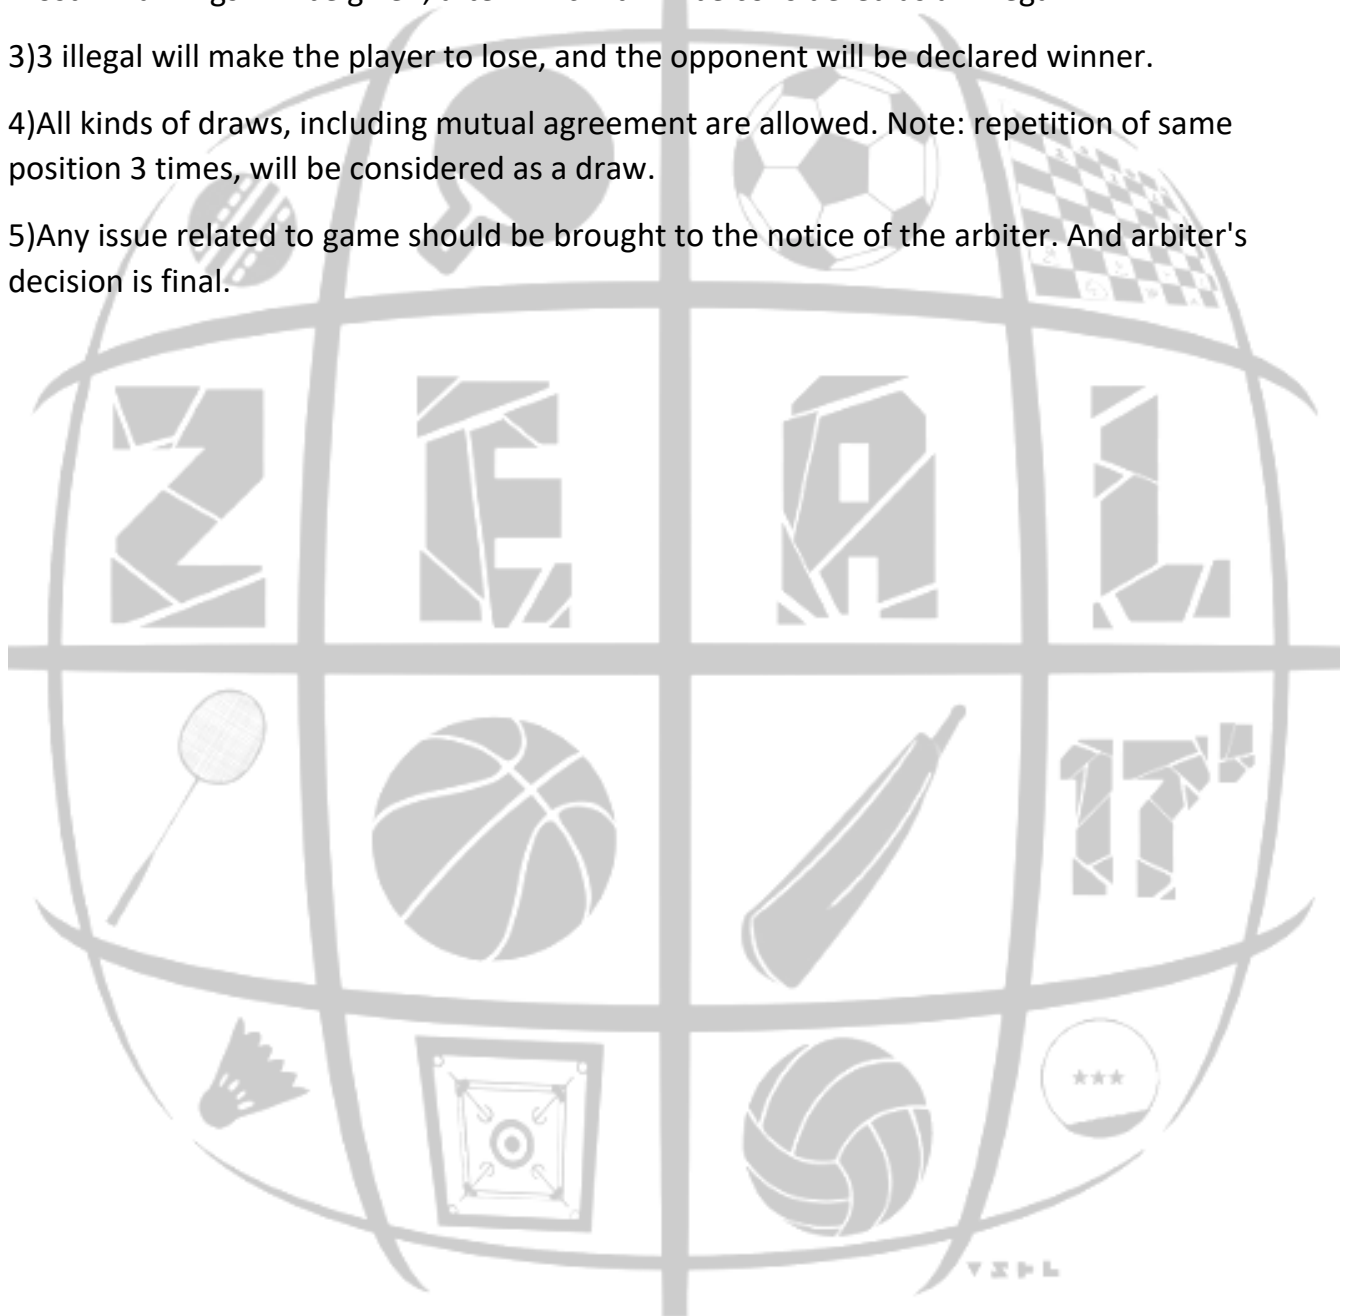 3)3 illegal will make the player to lose, and the opponent will be declared winner.
4)All kinds of draws, including mutual agreement are allowed. Note: repetition of same
position 3 times, will be considered as a draw.
5)Any issue related to game should be brought to the notice of the arbiter. And arbiter's
decision is final.
ZEAL
17'